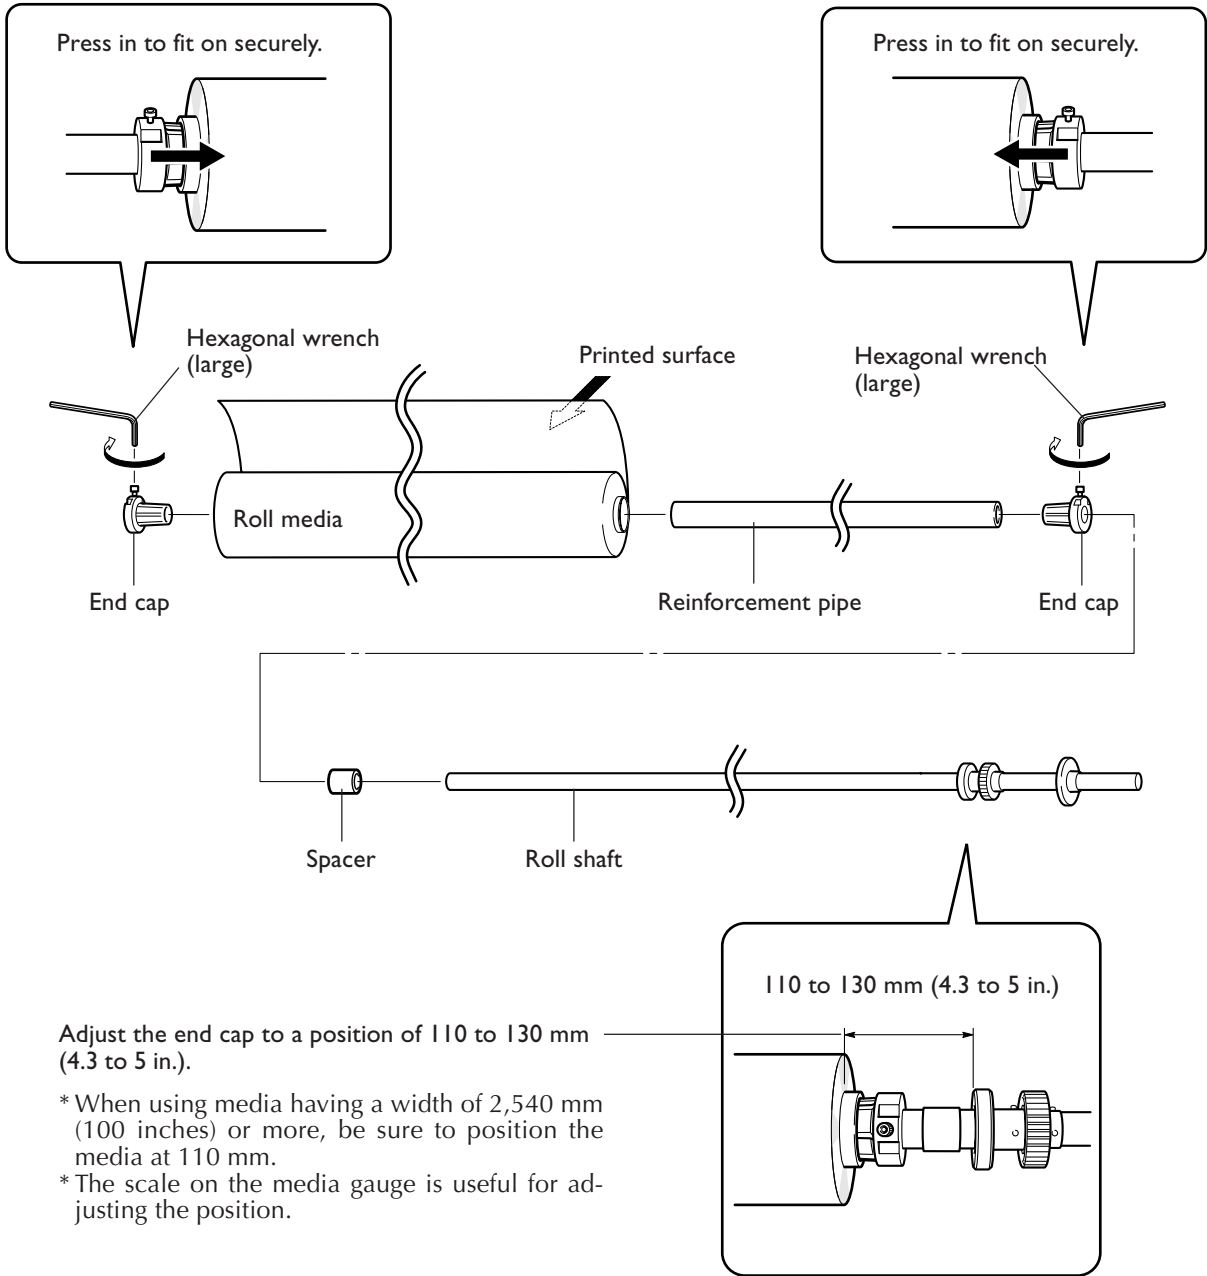 Press in to fit on securely.
Press in to fit on securely.
Hexagonal wrench
(large)
Printed surface
Hexagonal wrench
(large)
Roll media
End cap
Reinforcement pipe
End cap
Spacer
Roll shaft
110 to 130 mm (4.3 to 5 in.)
Adjust the end cap to a position of 110 to 130 mm
(4.3 to 5 in.).
* When using media having a width of 2,540 mm
(100 inches) or more, be sure to position the
media at 110 mm.
* The scale on the media gauge is useful for ad-
justing the position.